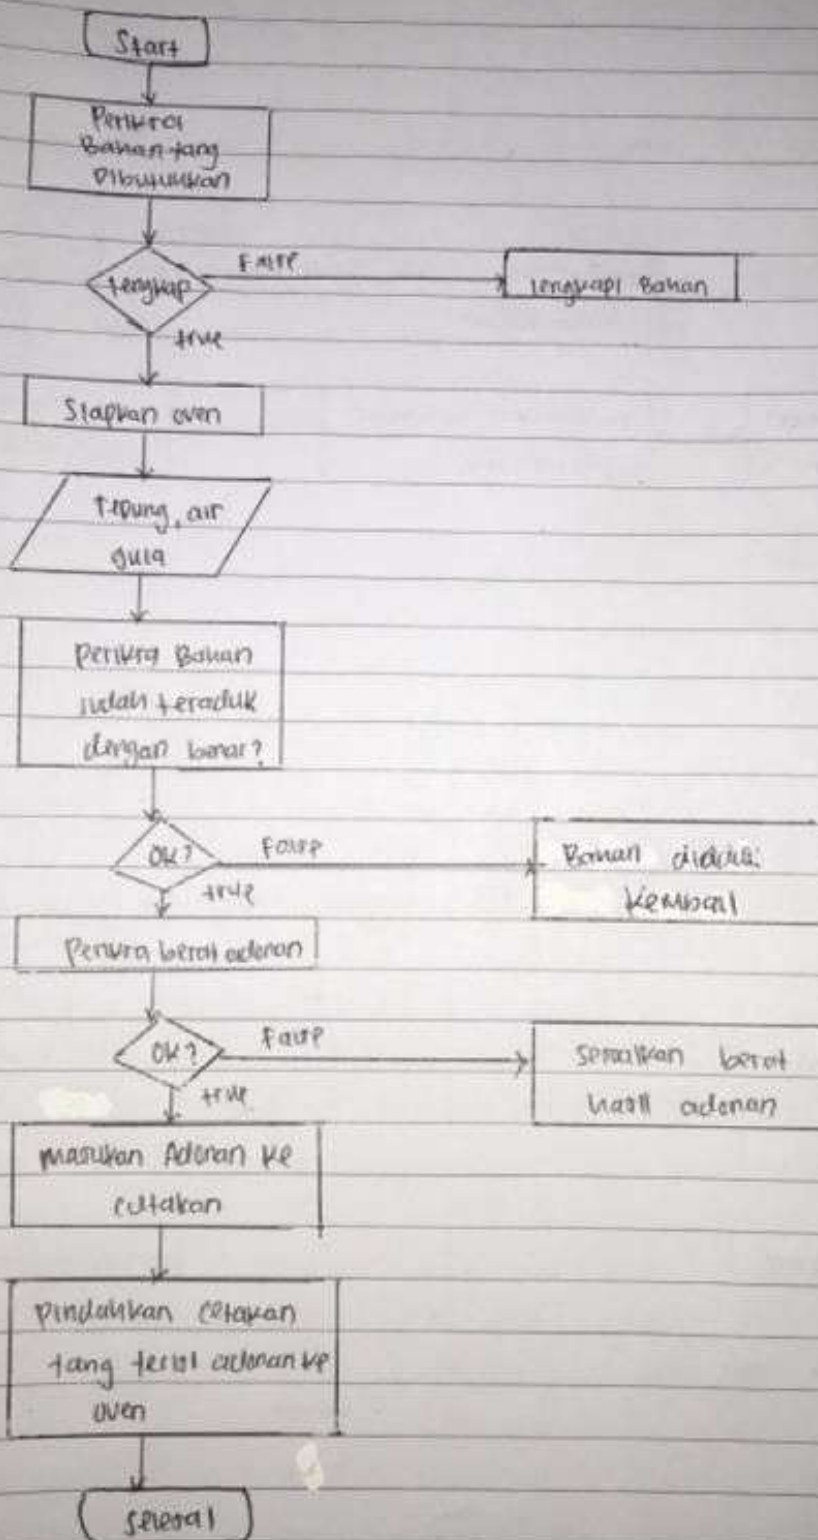 Start
Periksa
Bahan yang
Dibutuhkan
lengkap
False
lengkapi Bahan
true
Siapkan oven
tepung, air
gula
periksa Bahan
sudah teraduk
dengan benar?
OK?
False
Bahan diaduk
Kembali
true
Periksa berat adonan
OK?
False
sesuaikan berat
hasil adonan
true
masukan Adonan ke
cetakan
pindahkan cetakan
yang terisi adonan ke
oven
selesai